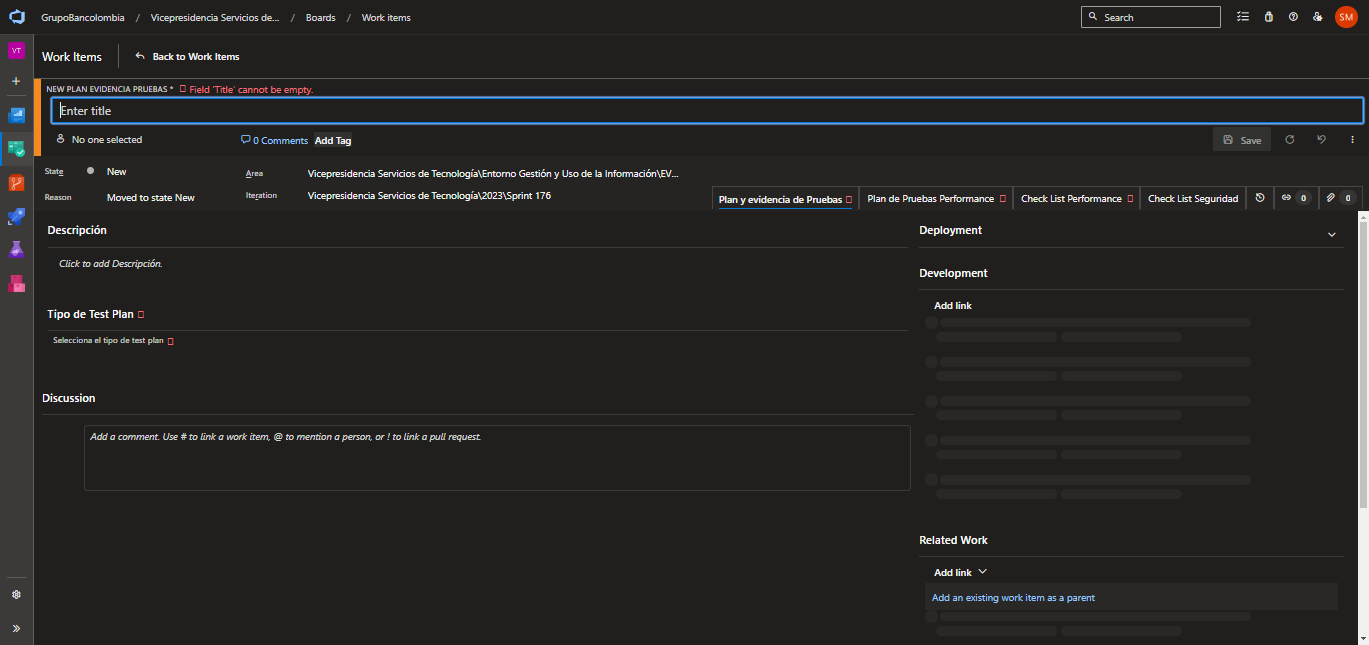 GrupoBancolombia / Vicepresidencia Servicios de... / Boards / Work items
Search
SM
VT
Work Items
Back to Work Items
NEW PLAN EVIDENCIA PRUEBAS * Field 'Title' cannot be empty.
Enter title
No one selected
0 Comments
Add Tag
Save
State
New
Area
Vicepresidencia Servicios de Tecnología\Entorno Gestión y Uso de la Información\EV...
Reason
Moved to state New
Iteration
Vicepresidencia Servicios de Tecnología\2023\Sprint 176
Plan y evidencia de Pruebas
Plan de Pruebas Performance
Check List Performance
Check List Seguridad
0
0
Descripción
Click to add Descripción.
Tipo de Test Plan
Selecciona el tipo de test plan
Discussion
Add a comment. Use # to link a work item, @ to mention a person, or ! to link a pull request.
Deployment
Development
Add link
Related Work
Add link
Add an existing work item as a parent